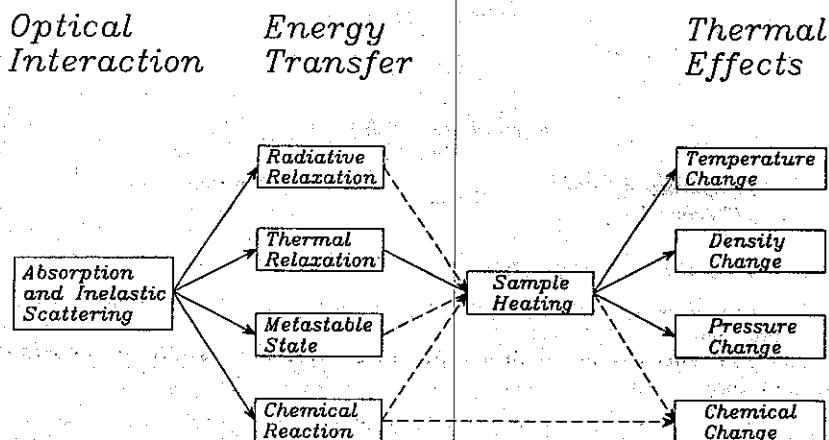 Optical
Interaction
Energy
Transfer
Thermal
Effects
Radiative
Relaxation
Thermal
Relaxation
Absorption
and Inelastic
Scattering
Metastable
State
Chemical
Reaction
Sample
Heating
Temperature
Change
Density
Change
Pressure
Change
Chemical
Change